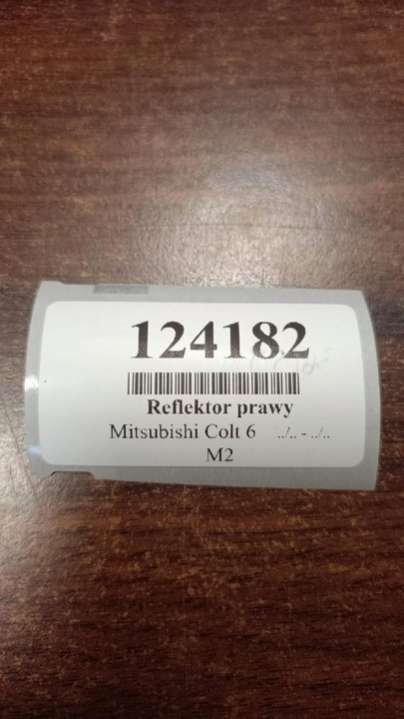 124182
Reflektor prawy
Mitsubishi Colt 6 ../.. - ../..
M2